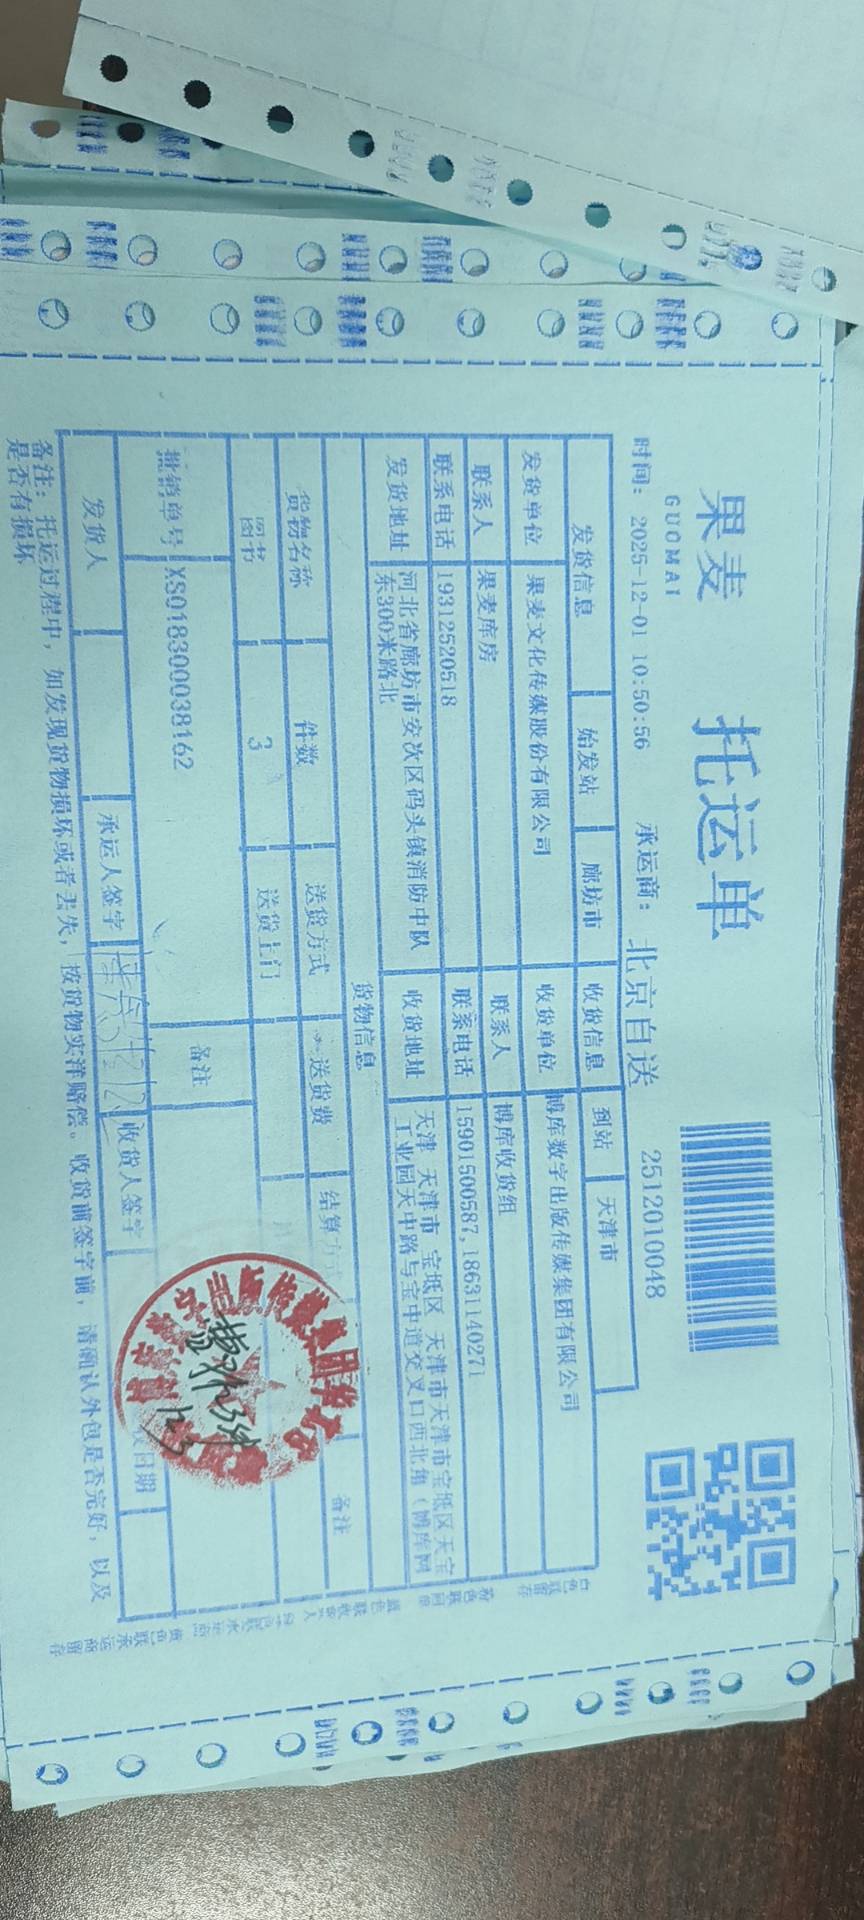 果麦
GUOMAI
托运单
时间: 2025-12-01 10:50:56 承运商: 北京自送 2512010048
发货信息 始发站 廊坊市 收货信息 到站 天津市
发货单位 果麦文化传媒股份有限公司 收货单位 博库数字出版传媒集团有限公司
联系人 果麦库房 联系人 博库收货组
联系电话 19312520518 联系电话 15901500587,18631140271
发货地址 河北省廊坊市安次区码头镇消防中队东300米路北 收货地址 天津 天津市 宝坻区 天津市天津市宝坻区天宝工业园天中路与宝中道交叉口西北角(博库网
货物信息
货物名称 件数 送货方式 送货费 结算方式 备注
图书 3 送货上门
批销单号 XS018300038162 备注
发货人 承运人签字 收货人签字
备注: 托运过程中, 如发现货物损坏或者丢失, 按货物实洋赔偿。收货前签字前, 请确认外包是否完好, 以及
是否有损坏